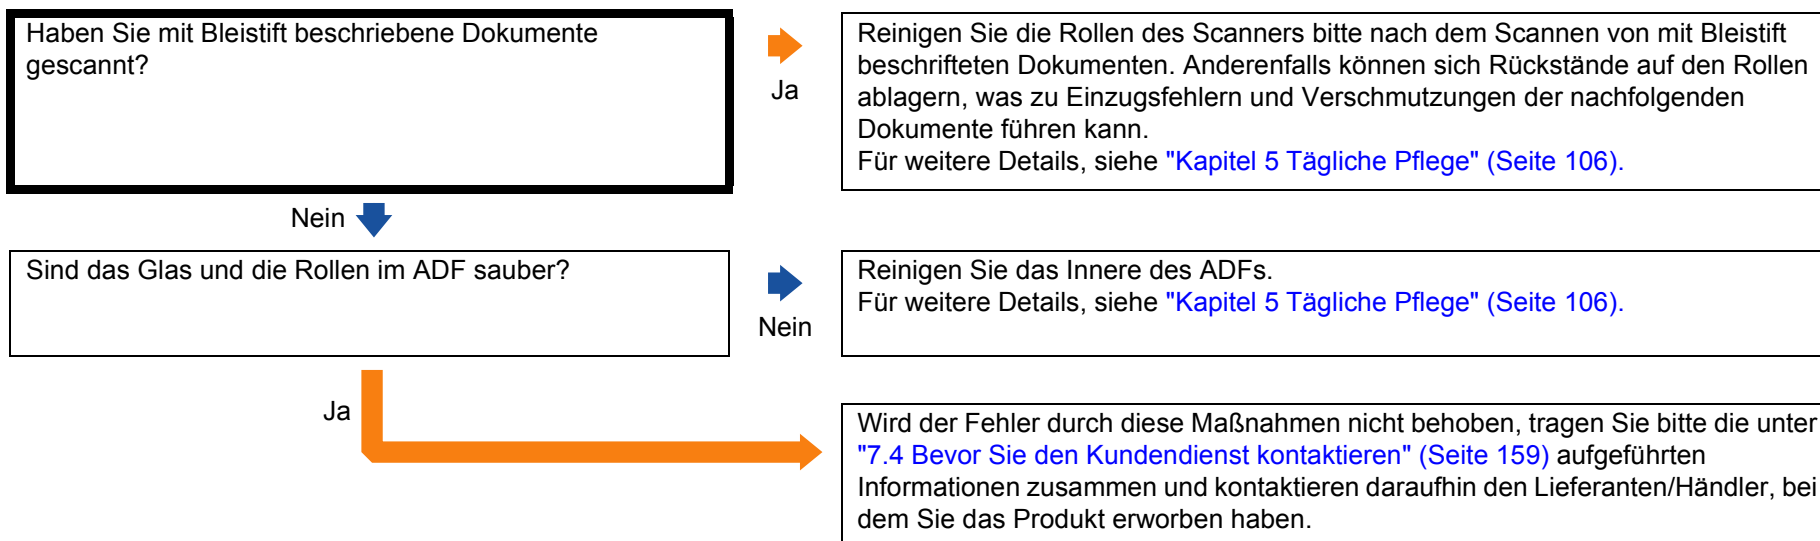 Haben Sie mit Bleistift beschriebene Dokumente
gescannt?
Ja
Reinigen Sie die Rollen des Scanners bitte nach dem Scannen von mit Bleistift
beschrifteten Dokumenten. Anderenfalls können sich Rückstände auf den Rollen
ablagern, was zu Einzugsfehlern und Verschmutzungen der nachfolgenden
Dokumente führen kann.
Für weitere Details, siehe "Kapitel 5 Tägliche Pflege" (Seite 106).
Nein
Sind das Glas und die Rollen im ADF sauber?
Nein
Reinigen Sie das Innere des ADFs.
Für weitere Details, siehe "Kapitel 5 Tägliche Pflege" (Seite 106).
Ja
Wird der Fehler durch diese Maßnahmen nicht behoben, tragen Sie bitte die unter
"7.4 Bevor Sie den Kundendienst kontaktieren" (Seite 159) aufgeführten
Informationen zusammen und kontaktieren daraufhin den Lieferanten/Händler, bei
dem Sie das Produkt erworben haben.